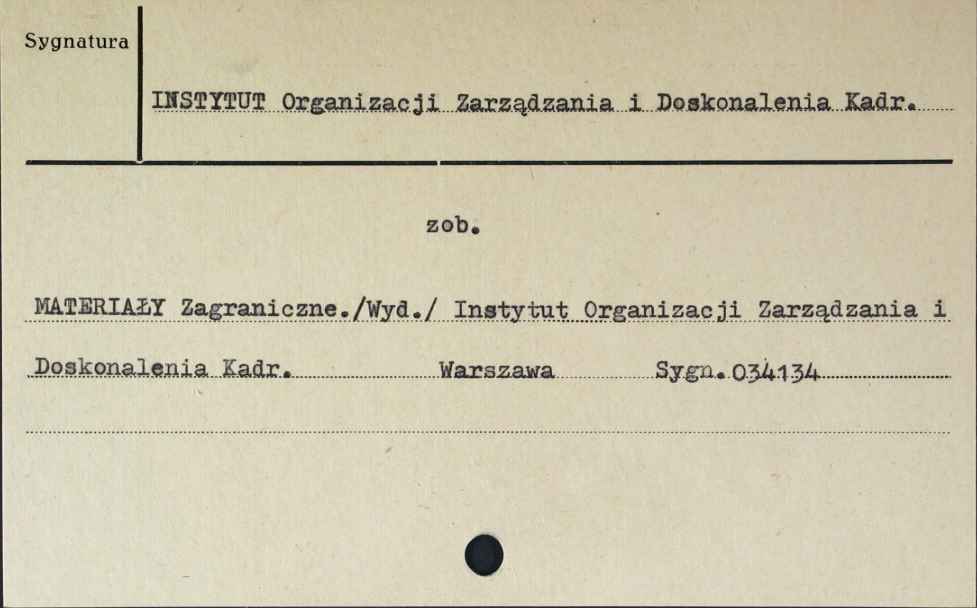 Sygnatura
INSTYTUT Organizacji Zarządzania i Doskonalenia Kadr.
zob.
MATERIAŁY Zagraniczne./Wyd./ Instytut Organizacji Zarządzania i
Doskonalenia Kadr. Warszawa Sygn. 034134